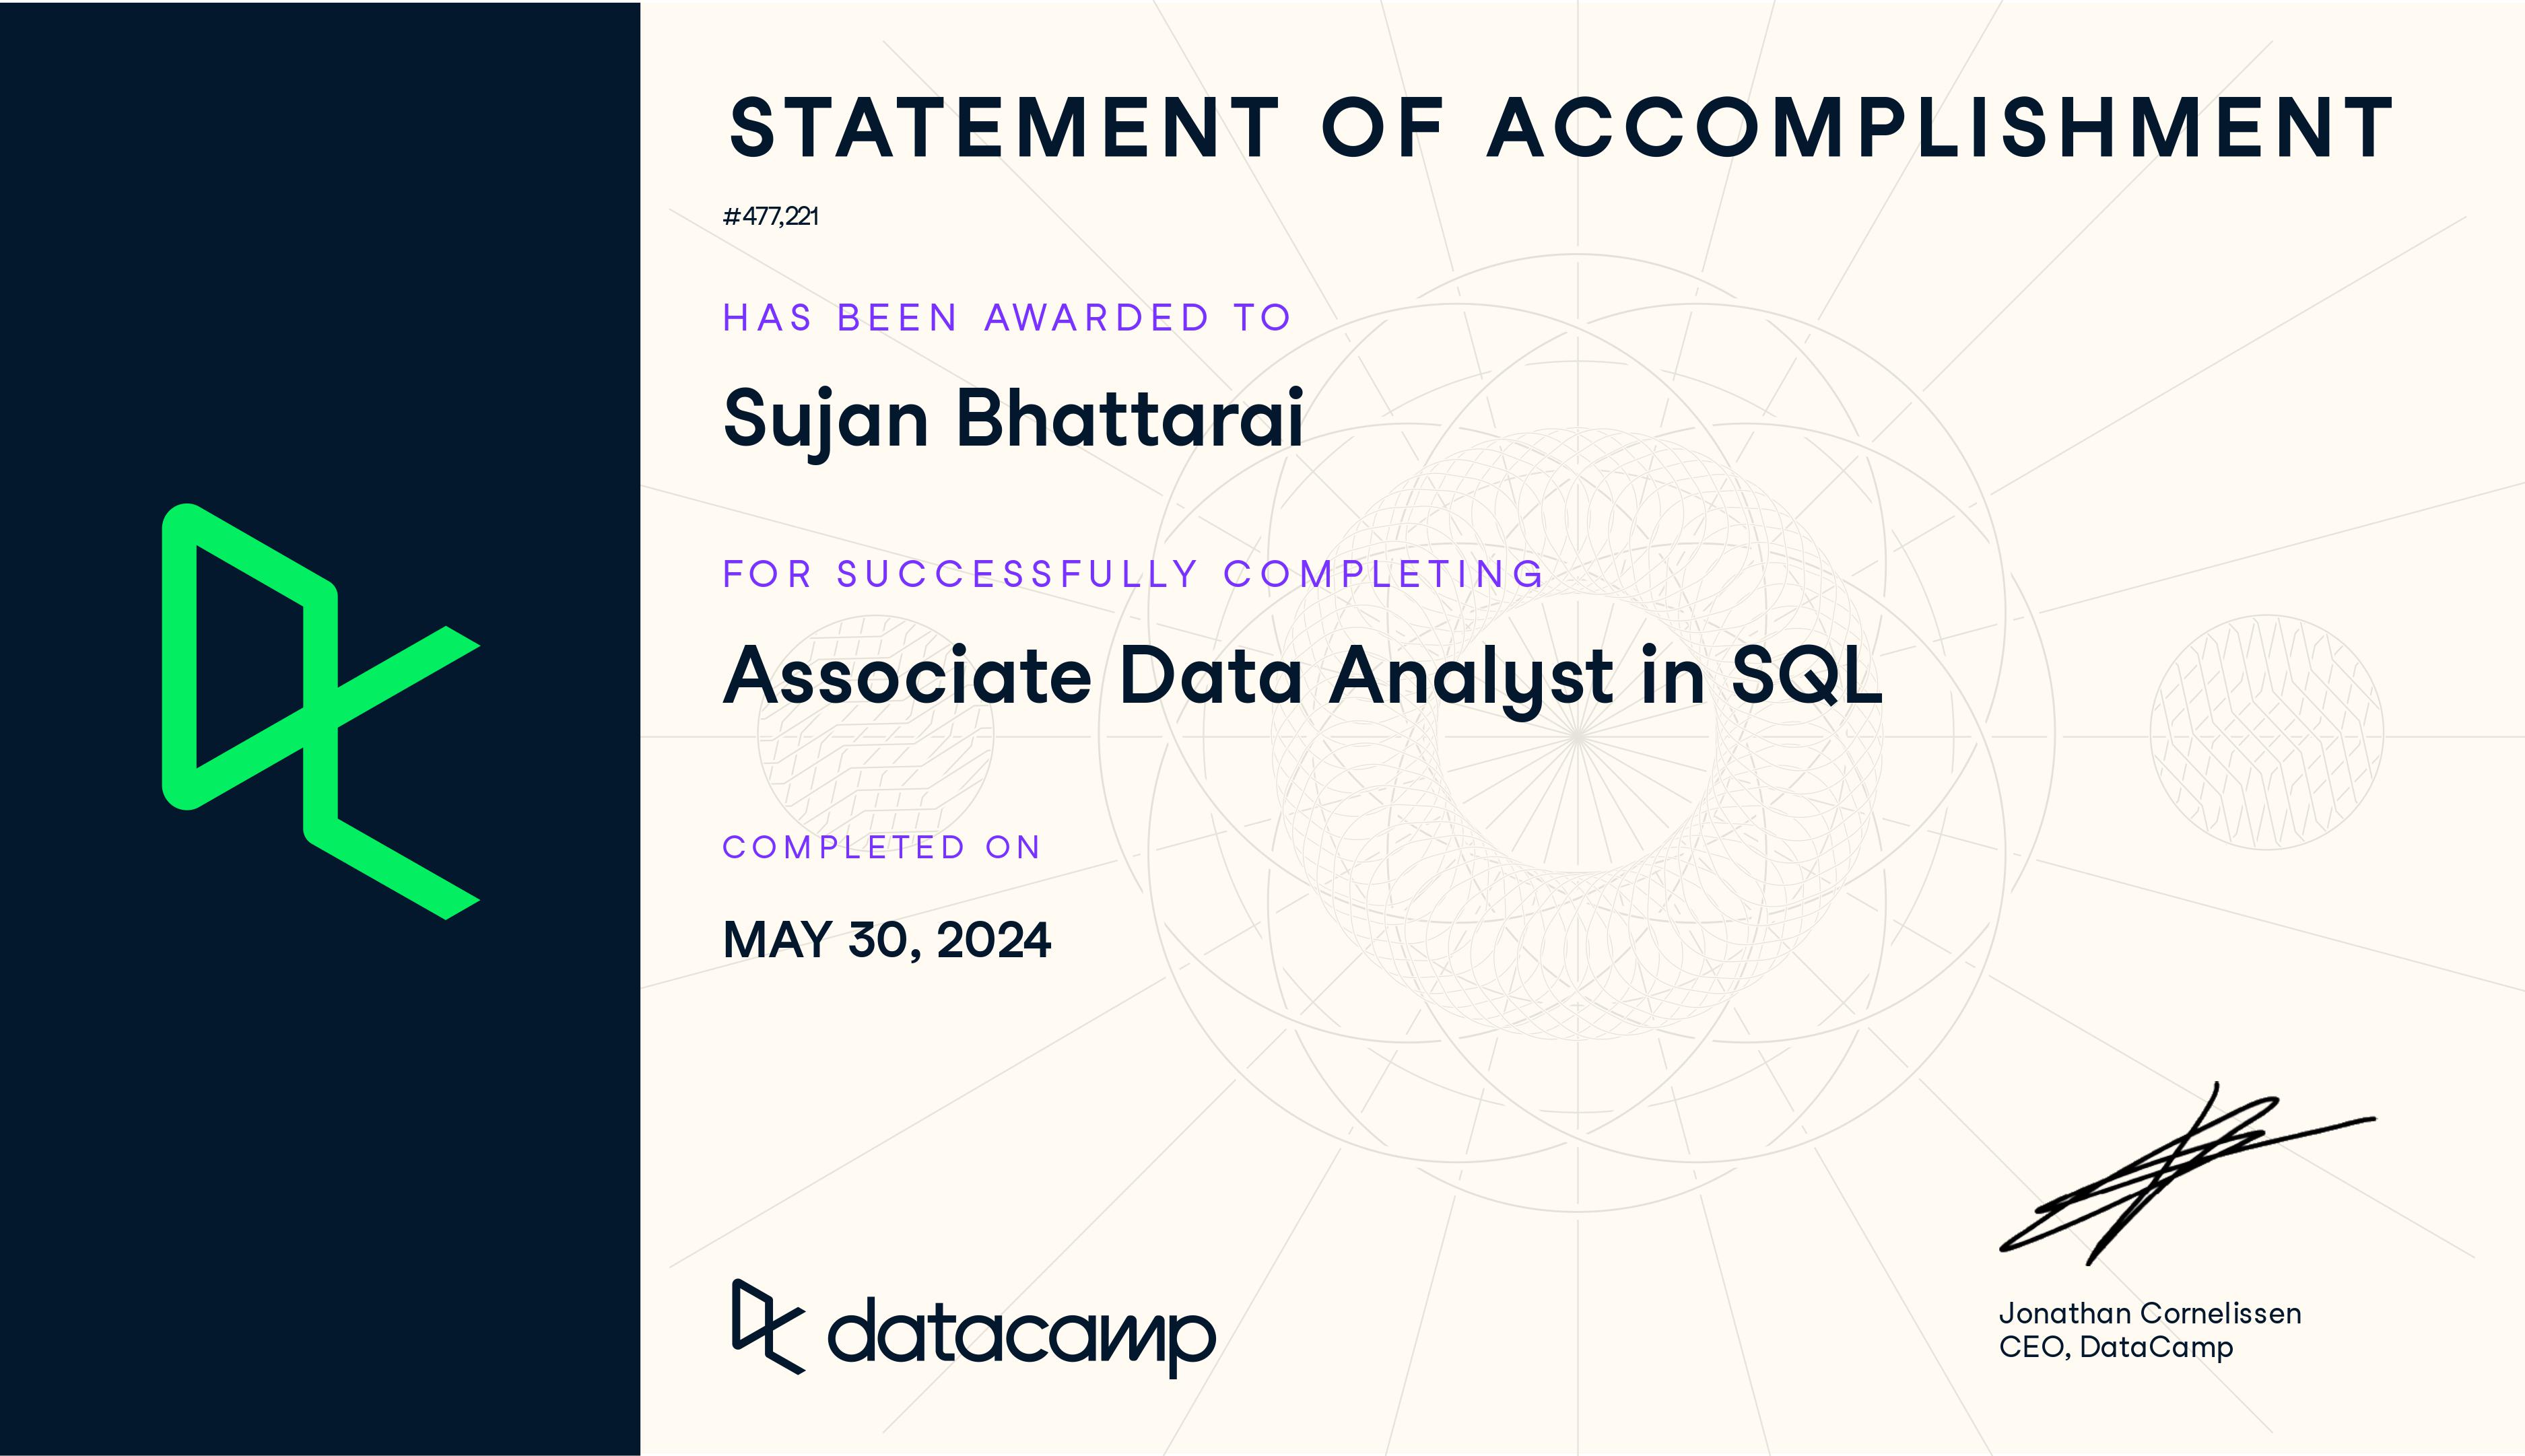 STATEMENT OF ACCOMPLISHMENT
#477,221
HAS BEEN AWARDED TO
Sujan Bhattarai
FOR SUCCESSFULLY COMPLETING
Associate Data Analyst in SQL
COMPLETED ON
MAY 30, 2024
datacamp
Jonathan Cornelissen
CEO, DataCamp